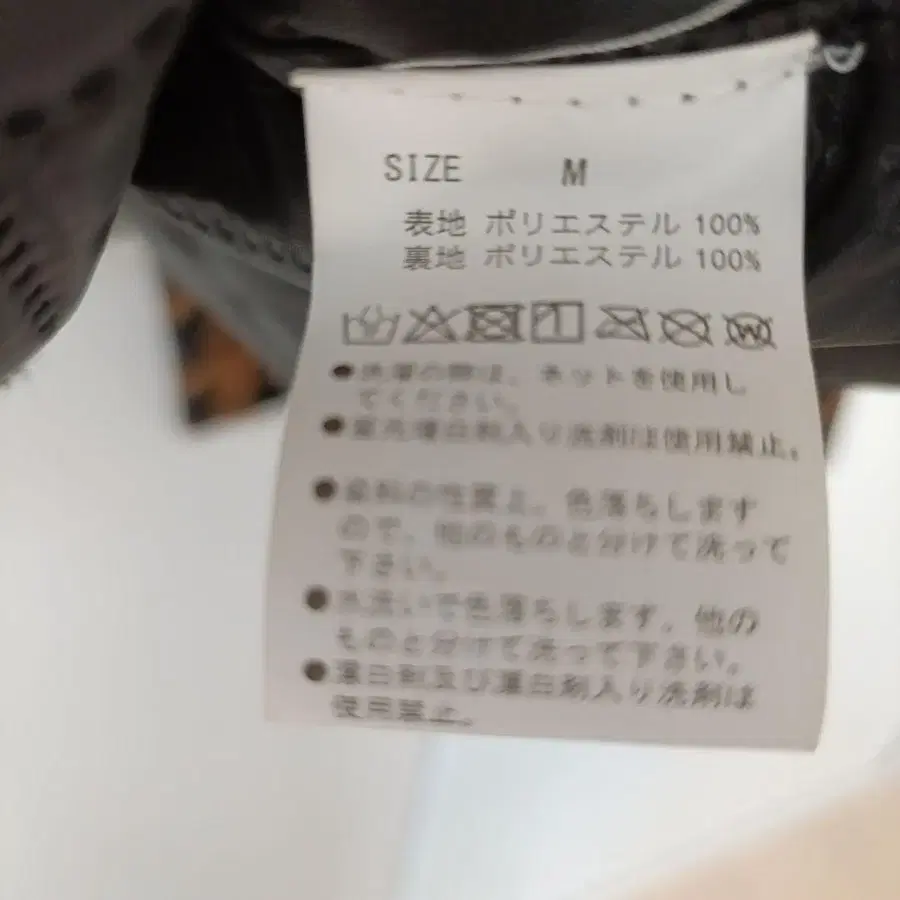 SIZE M
表地 ポリエステル 100%
裏地 ポリエステル 100%
●洗濯の際は、ネットを使用し
てください。
●蛍光増白剤入り洗剤は使用禁止。
●染料の性質上、色落ちします
ので、他のものと分けて洗って
下さい。
●水洗いで色落ちします。他の
ものと分けて洗って下さい。
●漂白剤及び漂白剤入り洗剤は
使用禁止。